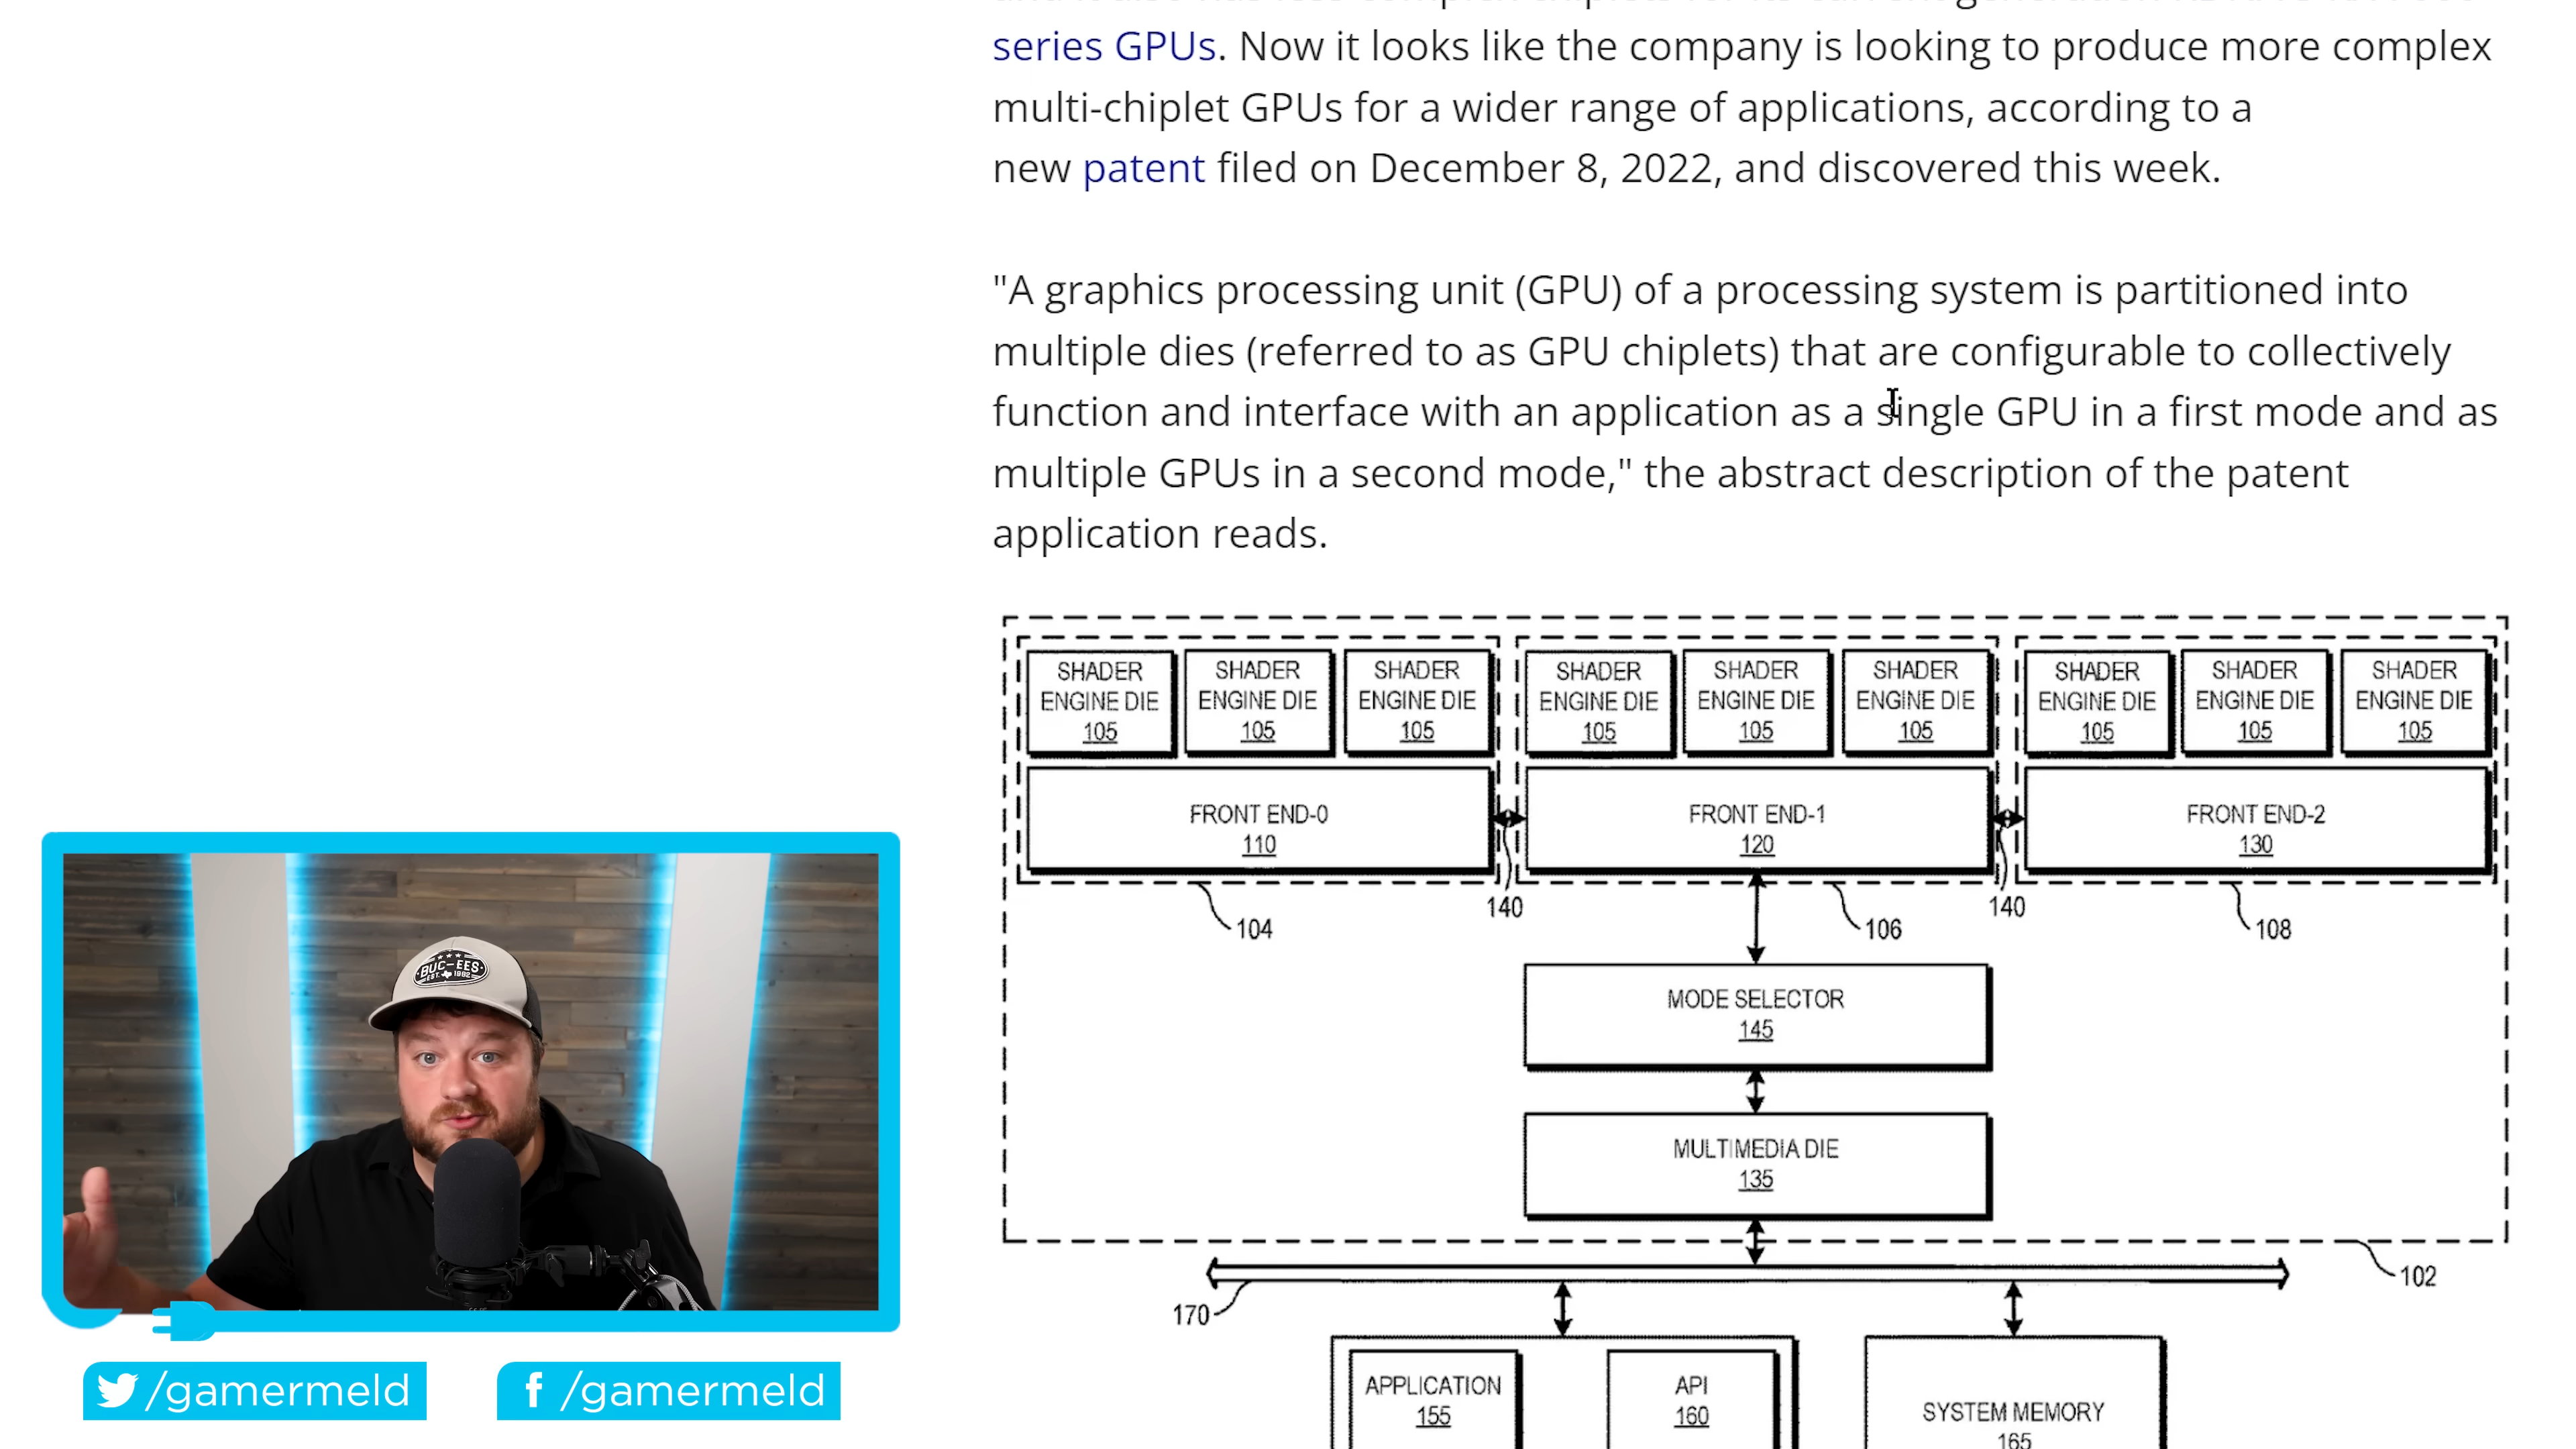 series GPUs. Now it looks like the company is looking to produce more complex
multi-chiplet GPUs for a wider range of applications, according to a
new patent filed on December 8, 2022, and discovered this week.
"A graphics processing unit (GPU) of a processing system is partitioned into
multiple dies (referred to as GPU chiplets) that are configurable to collectively
function and interface with an application as a single GPU in a first mode and as
multiple GPUs in a second mode," the abstract description of the patent
application reads.
SHADER
ENGINE DIE
105
SHADER
ENGINE DIE
105
SHADER
ENGINE DIE
105
SHADER
ENGINE DIE
105
SHADER
ENGINE DIE
105
SHADER
ENGINE DIE
105
SHADER
ENGINE DIE
105
SHADER
ENGINE DIE
105
SHADER
ENGINE DIE
105
FRONT END-0
110
FRONT END-1
120
FRONT END-2
130
104
140
106
140
108
MODE SELECTOR
145
MULTIMEDIA DIE
135
102
170
APPLICATION
155
API
160
SYSTEM MEMORY
165
BUC-EES
EST. 1982
/gamermeld
f /gamermeld